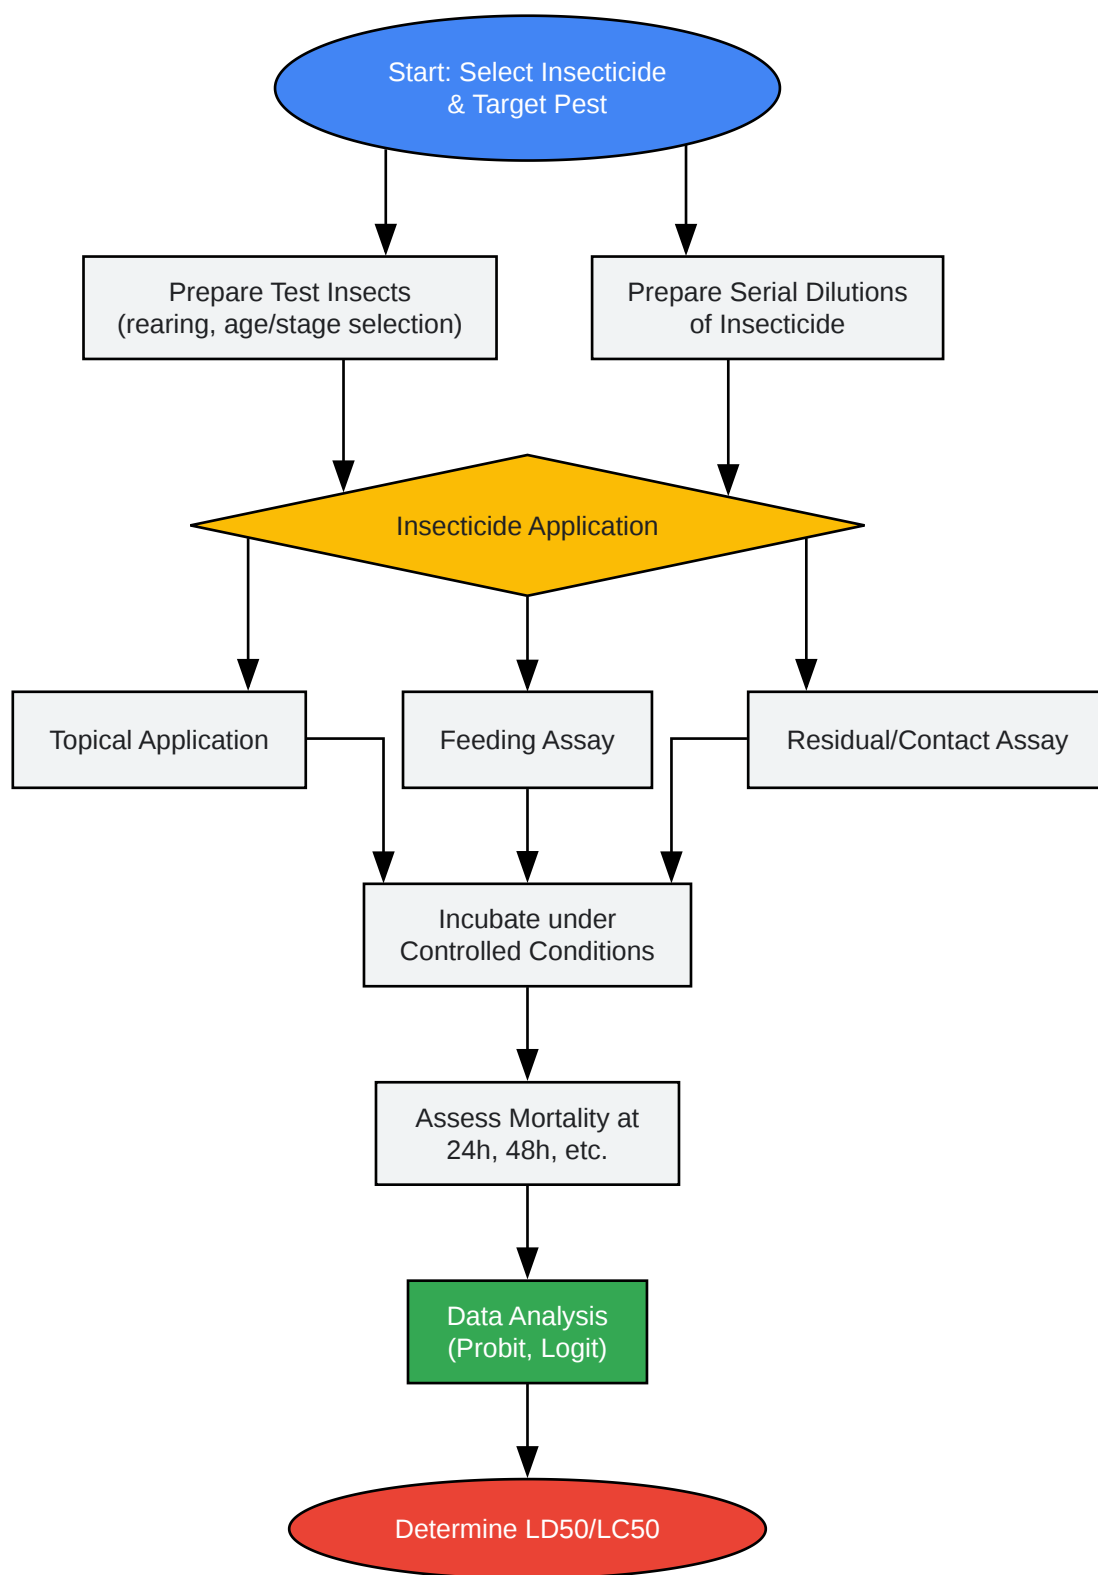 Start: Select Insecticide
& Target Pest
Prepare Test Insects
(rearing, age/stage selection)
Prepare Serial Dilutions
of Insecticide
Insecticide Application
Topical Application
Feeding Assay
Residual/Contact Assay
Incubate under
Controlled Conditions
Assess Mortality at
24h, 48h, etc.
Data Analysis
(Probit, Logit)
Determine LD50/LC50